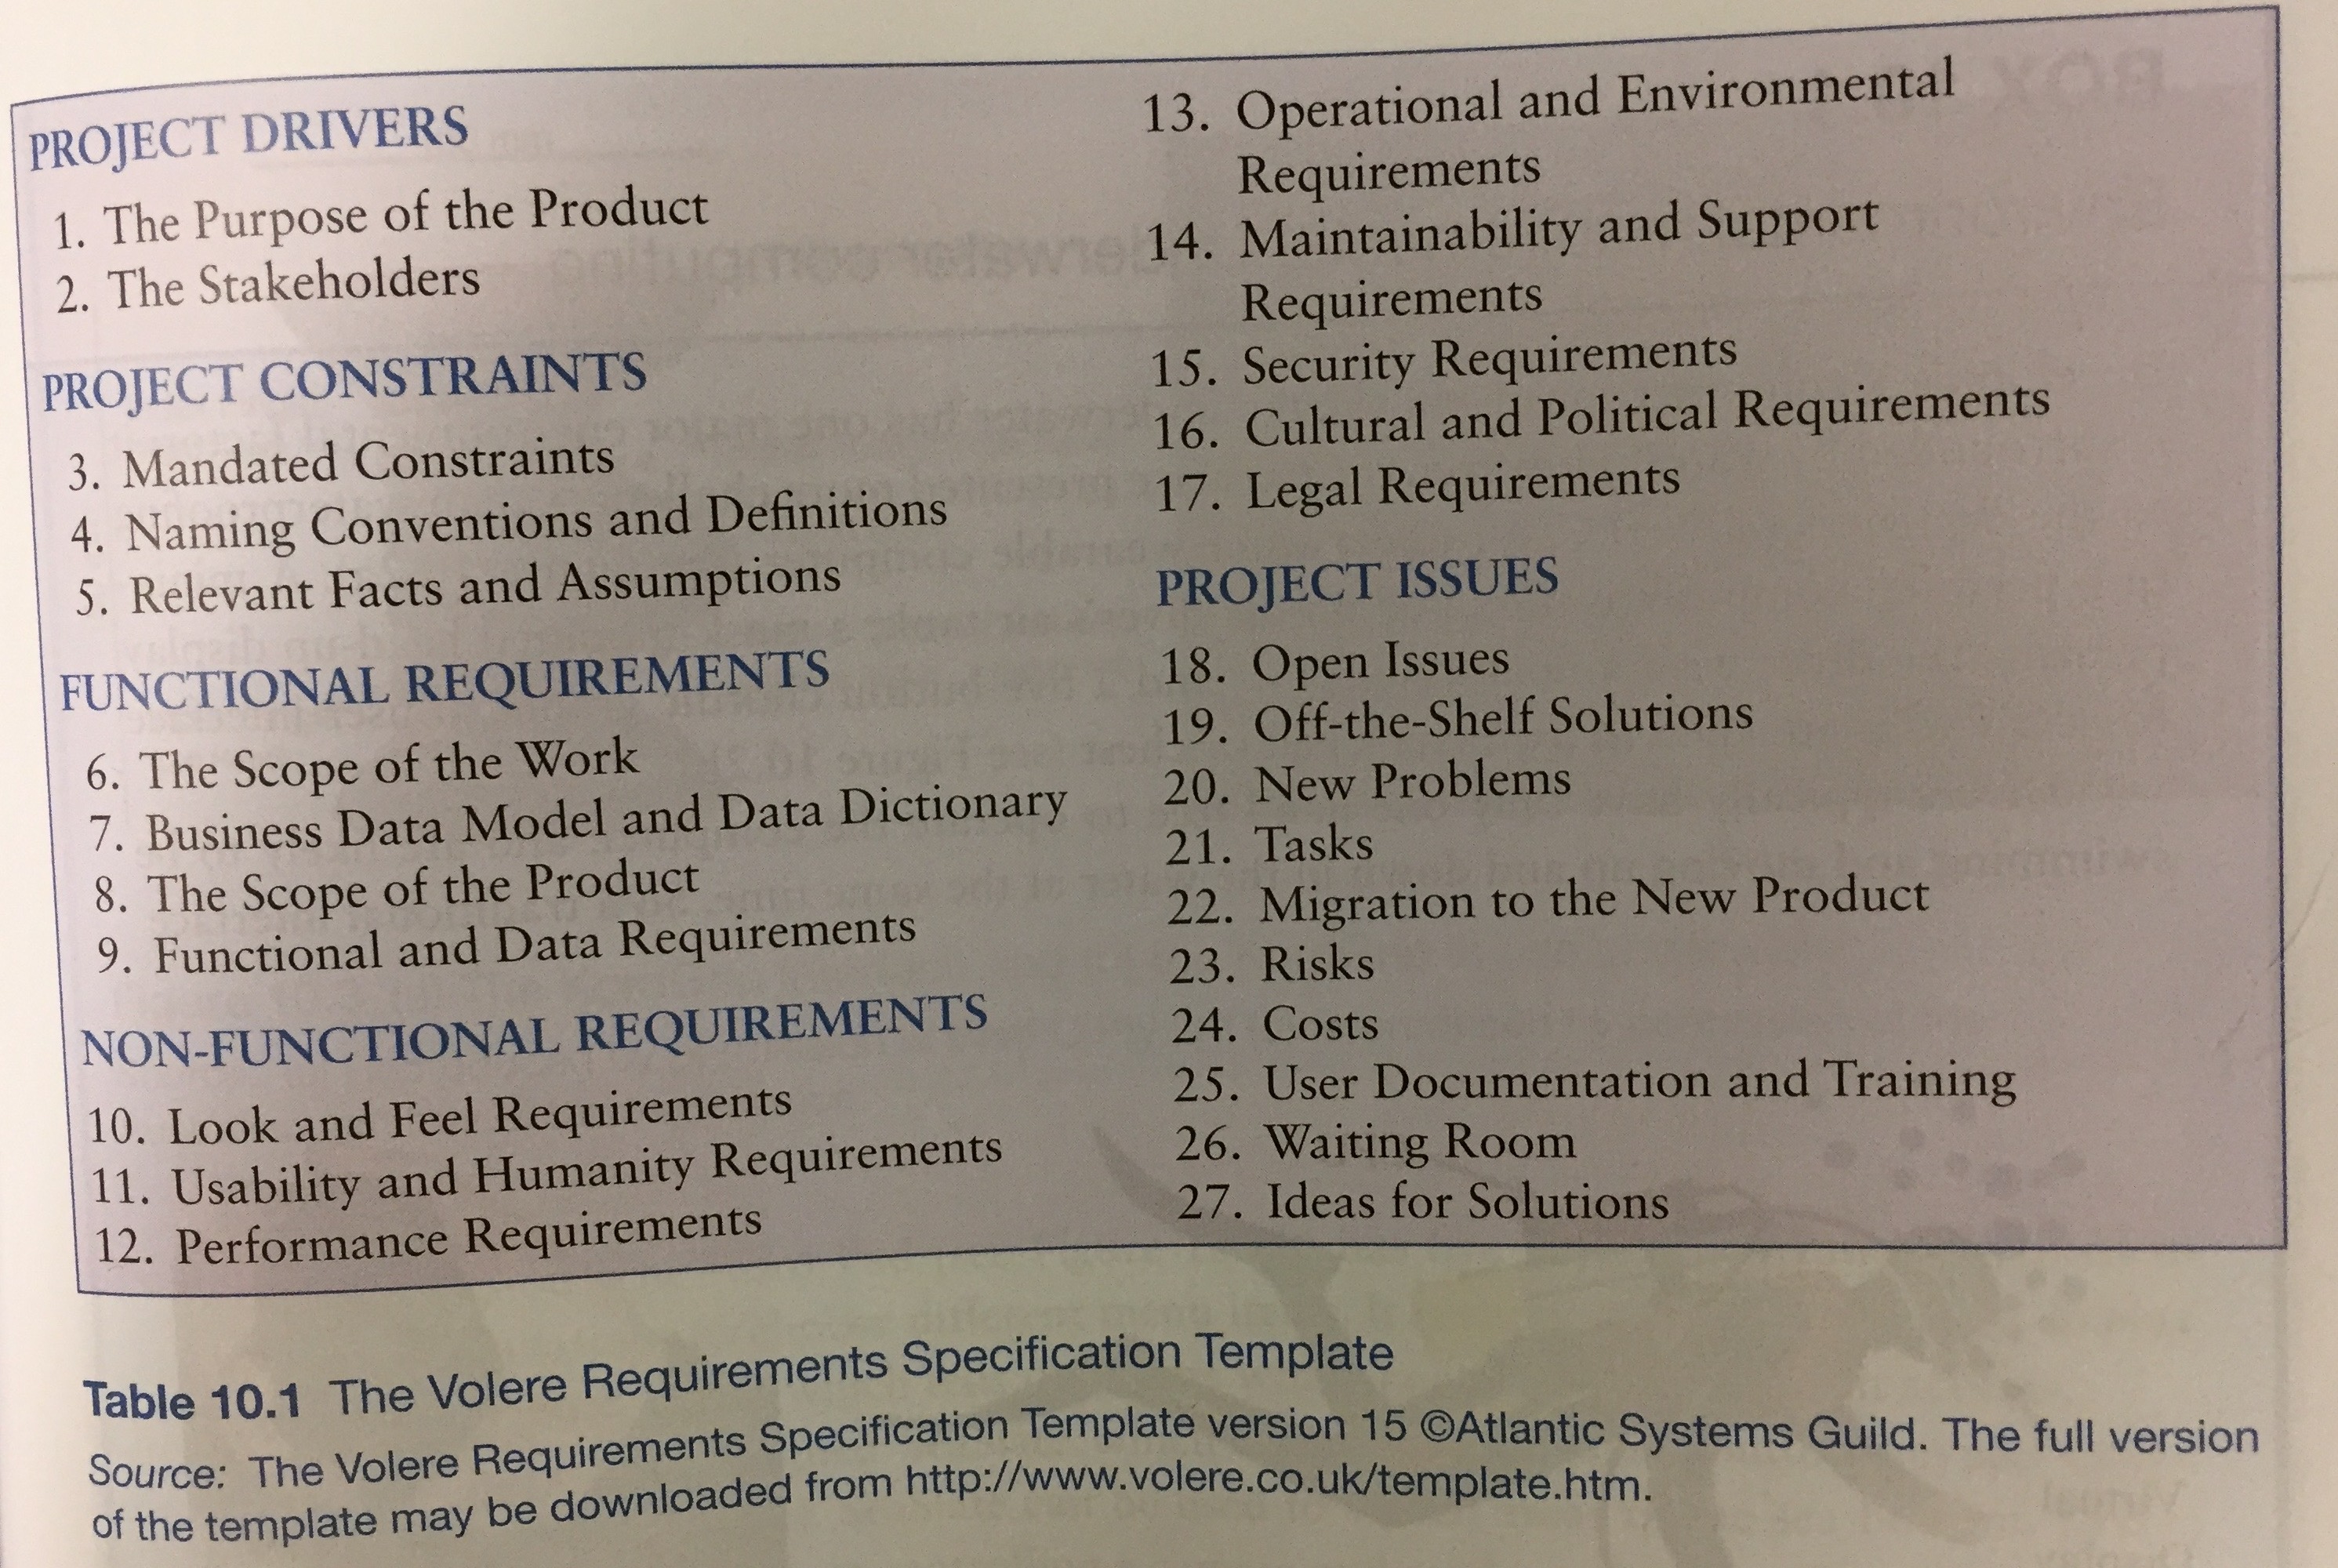 PROJECT DRIVERS
1. The Purpose of the Product
2. The Stakeholders
PROJECT CONSTRAINTS
3. Mandated Constraints
4. Naming Conventions and Definitions
5. Relevant Facts and Assumptions
FUNCTIONAL REQUIREMENTS
6. The Scope of the Work
7. Business Data Model and Data Dictionary
8. The Scope of the Product
9. Functional and Data Requirements
NON-FUNCTIONAL REQUIREMENTS
10. Look and Feel Requirements
11. Usability and Humanity Requirements
12. Performance Requirements
13. Operational and Environmental
Requirements
14. Maintainability and Support
Requirements
15. Security Requirements
16. Cultural and Political Requirements
17. Legal Requirements
PROJECT ISSUES
18. Open Issues
19. Off-the-Shelf Solutions
20. New Problems
21. Tasks
22. Migration to the New Product
23. Risks
24. Costs
25. User Documentation and Training
26. Waiting Room
27. Ideas for Solutions
Table 10.1 The Volere Requirements Specification Template
Source: The Volere Requirements Specification Template version 15 ©Atlantic Systems Guild. The full version
of the template may be downloaded from http://www.volere.co.uk/template.htm.